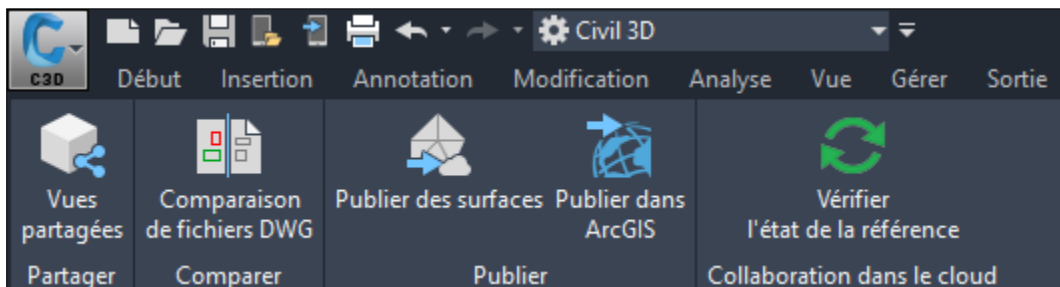 Civil 3D
C3D
Début Insertion Annotation Modification Analyse Vue Gérer Sortie
Vues
partagées
Comparaison
de fichiers DWG
Publier des surfaces
Publier dans
ArcGIS
Vérifier
l'état de la référence
Partager Comparer Publier Collaboration dans le cloud